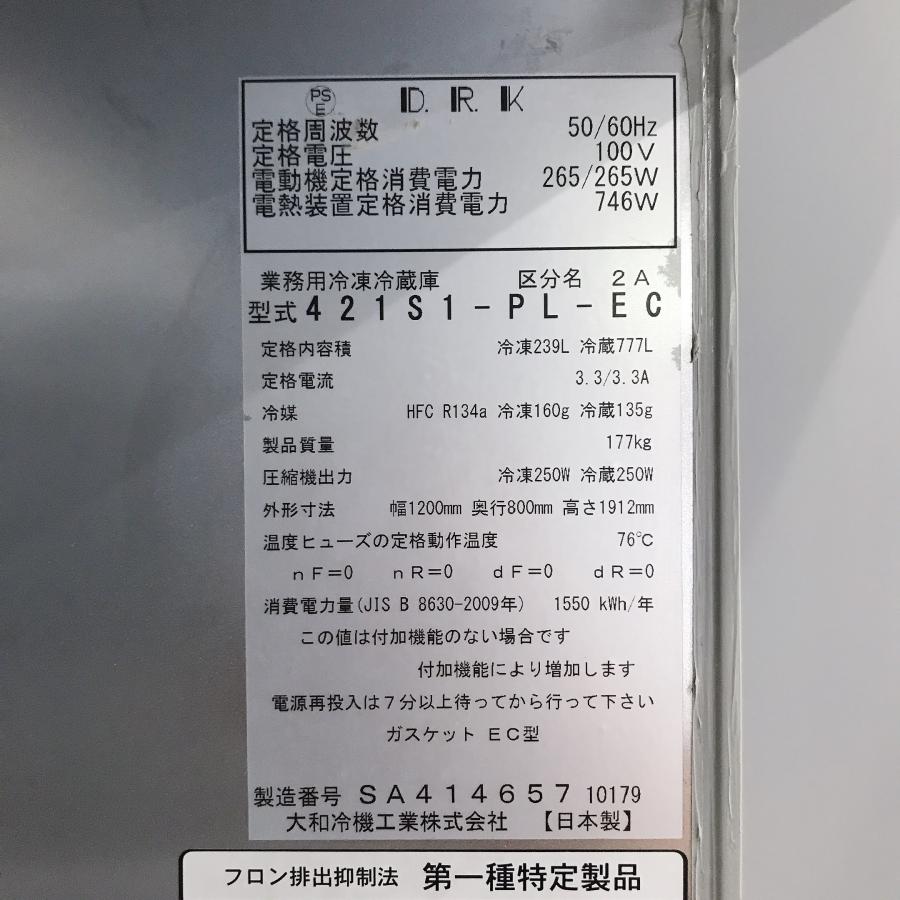 PS
E
D. R. K
定格周波数 50/60Hz
定格電圧 100V
電動機定格消費電力 265/265W
電熱装置定格消費電力 746W
業務用冷凍冷蔵庫 区分名 2A
型式 421S1-PL-EC
定格内容積 冷凍239L 冷蔵777L
定格電流 3.3/3.3A
冷媒 HFC R134a 冷凍160g 冷蔵135g
製品質量 177kg
圧縮機出力 冷凍250W 冷蔵250W
外形寸法 幅1200mm 奥行800mm 高さ1912mm
温度ヒューズの定格動作温度 76℃
nF=0 nR=0 dF=0 dR=0
消費電力量(JIS B 8630-2009年) 1550 kWh/年
この値は付加機能のない場合です
付加機能により増加します
電源再投入は7分以上待ってから行って下さい
ガスケット EC型
製造番号 SA414657 10179
大和冷機工業株式会社 【日本製】
フロン排出抑制法 第一種特定製品